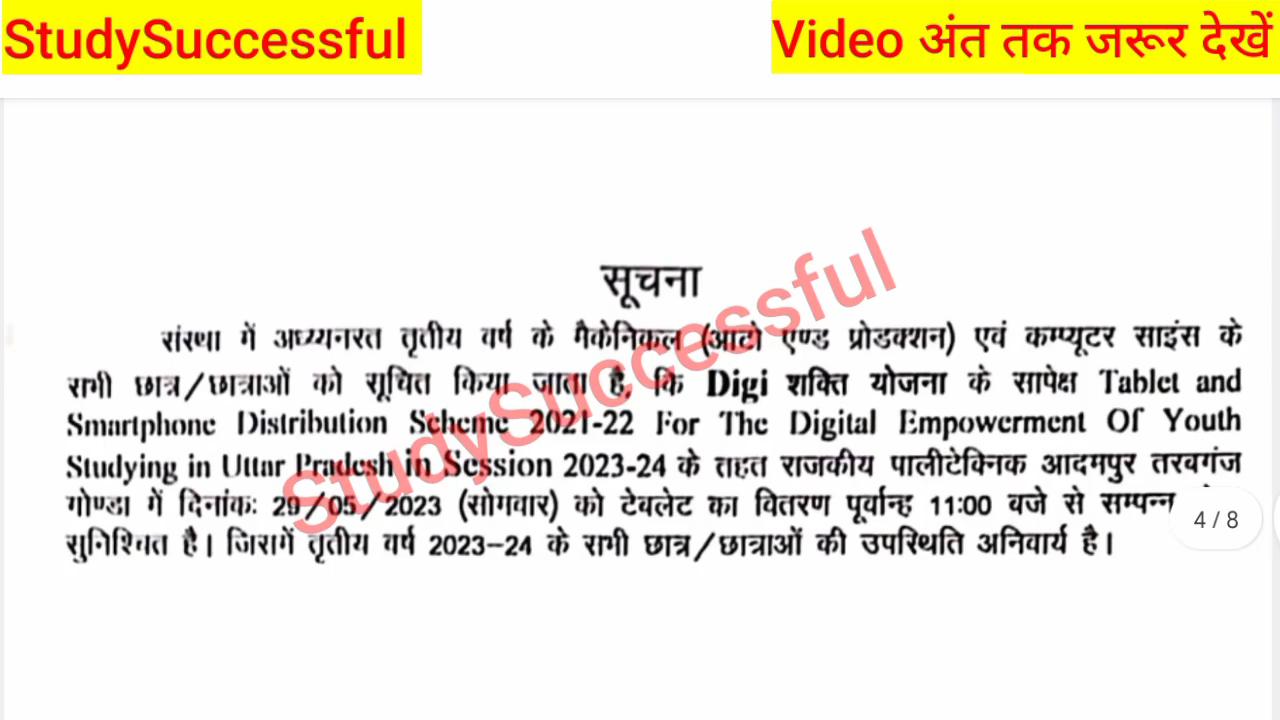 StudySuccessful
Video अंत तक जरूर देखें
सूचना
संस्था में अध्ययनरत तृतीय वर्ष के मैकेनिकल (आटो एण्ड प्रोडक्शन) एवं कम्प्यूटर साइंस के
सभी छात्र/छात्राओं को सूचित किया जाता है, कि Digi शक्ति योजना के सापेक्ष Tablet and
Smartphone Distribution Scheme 2021-22 For The Digital Empowerment Of Youth
Studying in Uttar Pradesh in Session 2023-24 के तहत राजकीय पालीटेक्निक आदमपुर तरवगंज
गोण्डा में दिनांकः 29/05/2023 (सोमवार) को टेबलेट का वितरण पूर्वान्ह 11:00 बजे से सम्पन्न
सुनिश्चित है। जिसमें तृतीय वर्ष 2023–24 के सभी छात्र/छात्राओं की उपस्थिति अनिवार्य है।
4 / 8
StudySuccessful